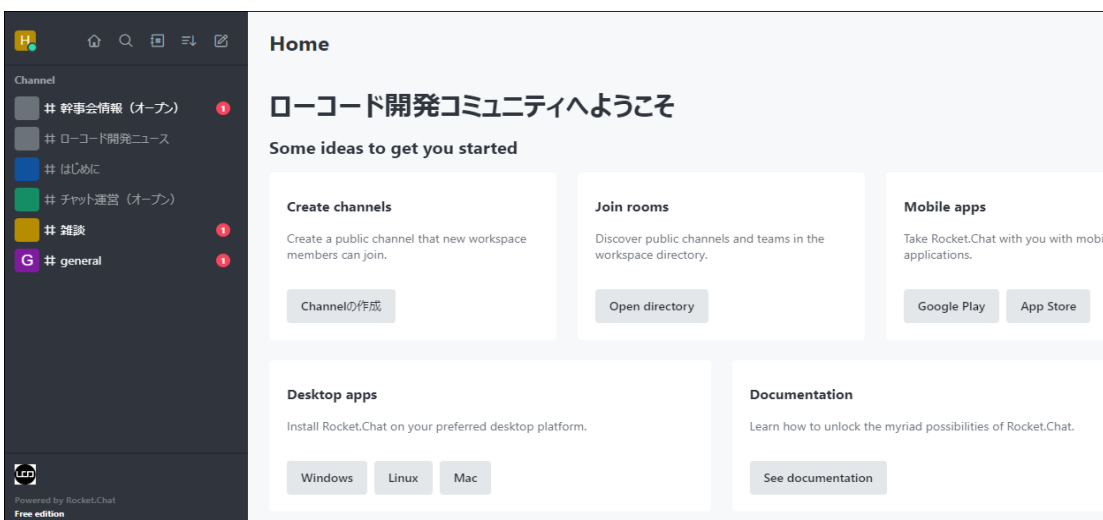 H
Home
Channel
# 幹事会情報（オープン） 1
# ローコード開発ニュース
# はじめに
# チャット運営（オープン）
# 雑談 1
G # general 1
ローコード開発コミュニティへようこそ
Some ideas to get you started
Create channels
Create a public channel that new workspace
members can join.
Channelの作成
Join rooms
Discover public channels and teams in the
workspace directory.
Open directory
Mobile apps
Take Rocket.Chat with you with mobi
applications.
Google Play
App Store
Desktop apps
Install Rocket.Chat on your preferred desktop platform.
Windows
Linux
Mac
Documentation
Learn how to unlock the myriad possibilities of Rocket.Chat.
See documentation
LCD
Powered by Rocket.Chat
Free edition